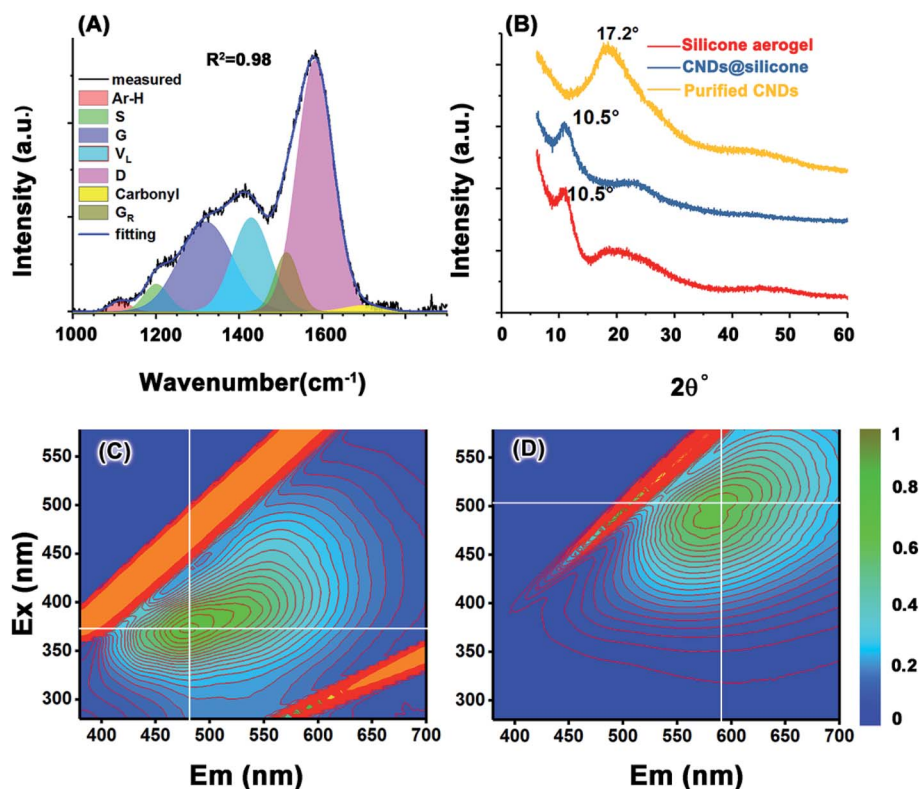 (A)
R²=0.98
measured
Ar-H
S
G
V_L
D
Carbonyl
G_R
fitting
Intensity (a.u.)
1000 1200 1400 1600
Wavenumber(cm⁻¹)
(B)
17.2°
10.5°
10.5°
Silicone aerogel
CNDs@silicone
Purified CNDs
Intensity (a.u.)
0 10 20 30 40 50 60
2θ°
(C)
Ex (nm)
550
500
450
400
350
300
400 450 500 550 600 650 700
Em (nm)
(D)
550
500
450
400
350
300
400 450 500 550 600 650 700
Em (nm)
1
0.8
0.6
0.4
0.2
0